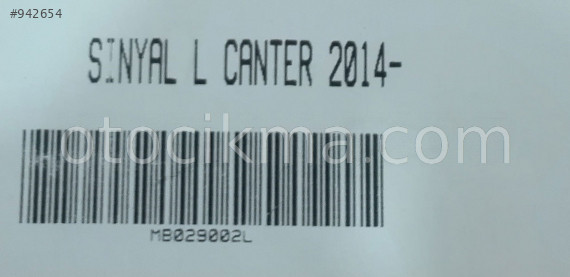 #942654
SINYAL L CANTER 2014-
otocikma.com
MB029002L